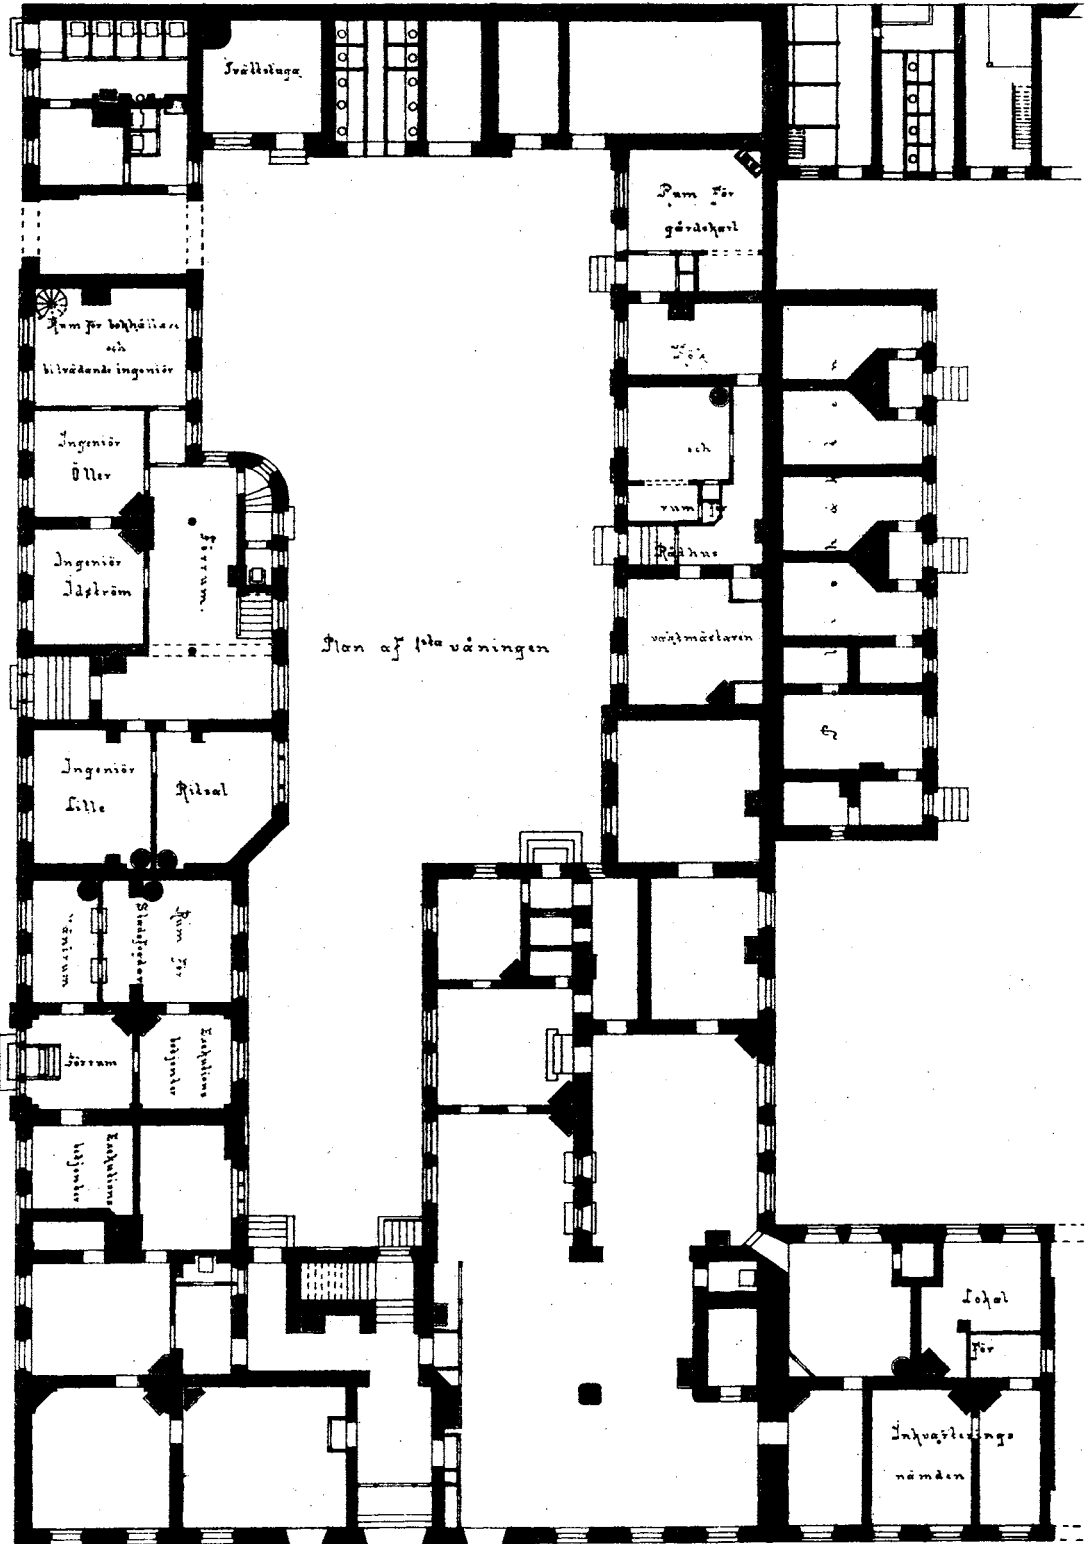 Tvättstuga
Rum för
gårdskarl
Rum för bokhållare
och
biträdande ingeniör
Kök
Ingeniör
Öller
och
rum för
Rådhus
Förrum.
Ingeniör
Idström
Plan af 1sta våningen
vaktmästaren
Ingeniör
Lille
Ritsal
Väntrum
Rum för
Stadsfogden
Förrum
Exekutions
betjenter
Exekutions
betjenter
Lokal
för
Inkvarterings
nämden